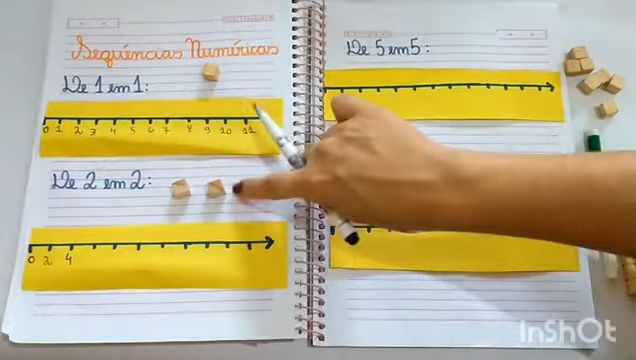 Sequências Numéricas
De 1 em 1:
0 1 2 3 4 5 6 7 8 9 10 11
De 2 em 2:
0 2 4
De 5 em 5:
InShOt